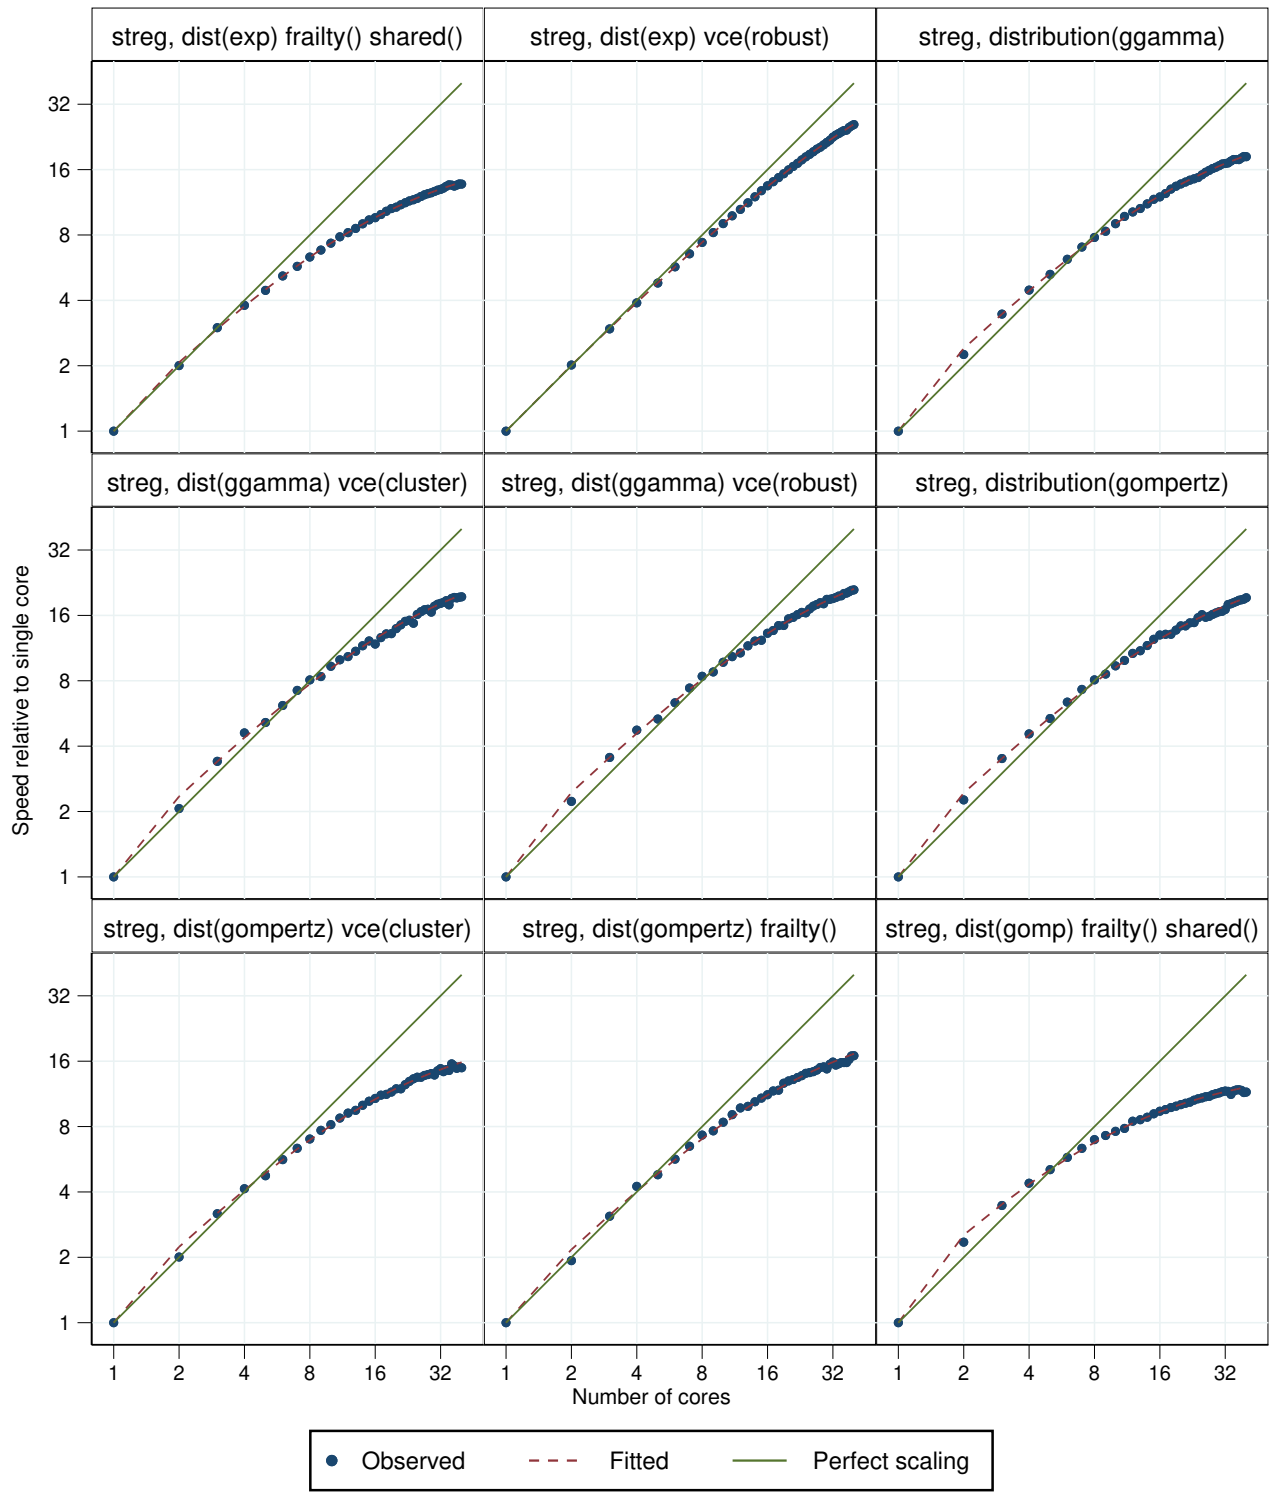 streg, dist(exp) frailty() shared()
streg, dist(exp) vce(robust)
streg, distribution(ggamma)
32
16
8
4
2
1
streg, dist(ggamma) vce(cluster)
streg, dist(ggamma) vce(robust)
streg, distribution(gompertz)
Speed relative to single core
32
16
8
4
2
1
streg, dist(gompertz) vce(cluster)
streg, dist(gompertz) frailty()
streg, dist(gomp) frailty() shared()
32
16
8
4
2
1
1 2 4 8 16 32
1 2 4 8 16 32
1 2 4 8 16 32
Number of cores
Observed
Fitted
Perfect scaling